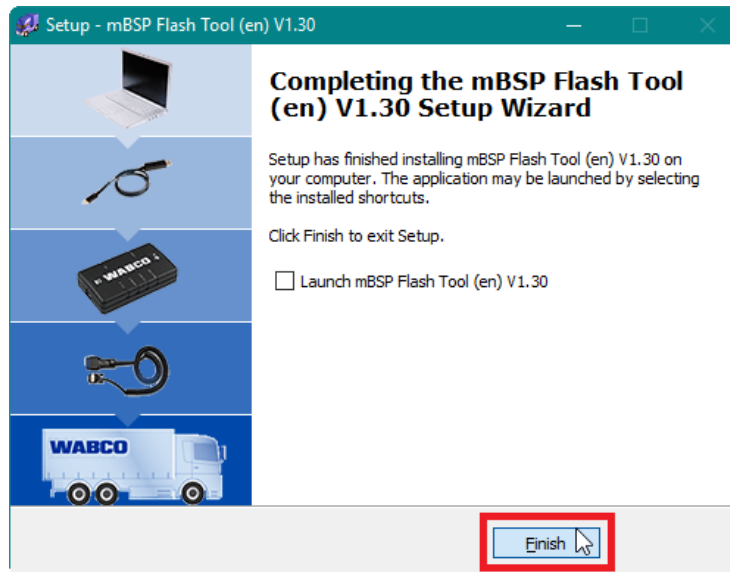 Setup - mBSP Flash Tool (en) V1.30
Completing the mBSP Flash Tool
(en) V1.30 Setup Wizard
Setup has finished installing mBSP Flash Tool (en) V1.30 on
your computer. The application may be launched by selecting
the installed shortcuts.
Click Finish to exit Setup.
Launch mBSP Flash Tool (en) V1.30
WABCO
WABCO
Finish